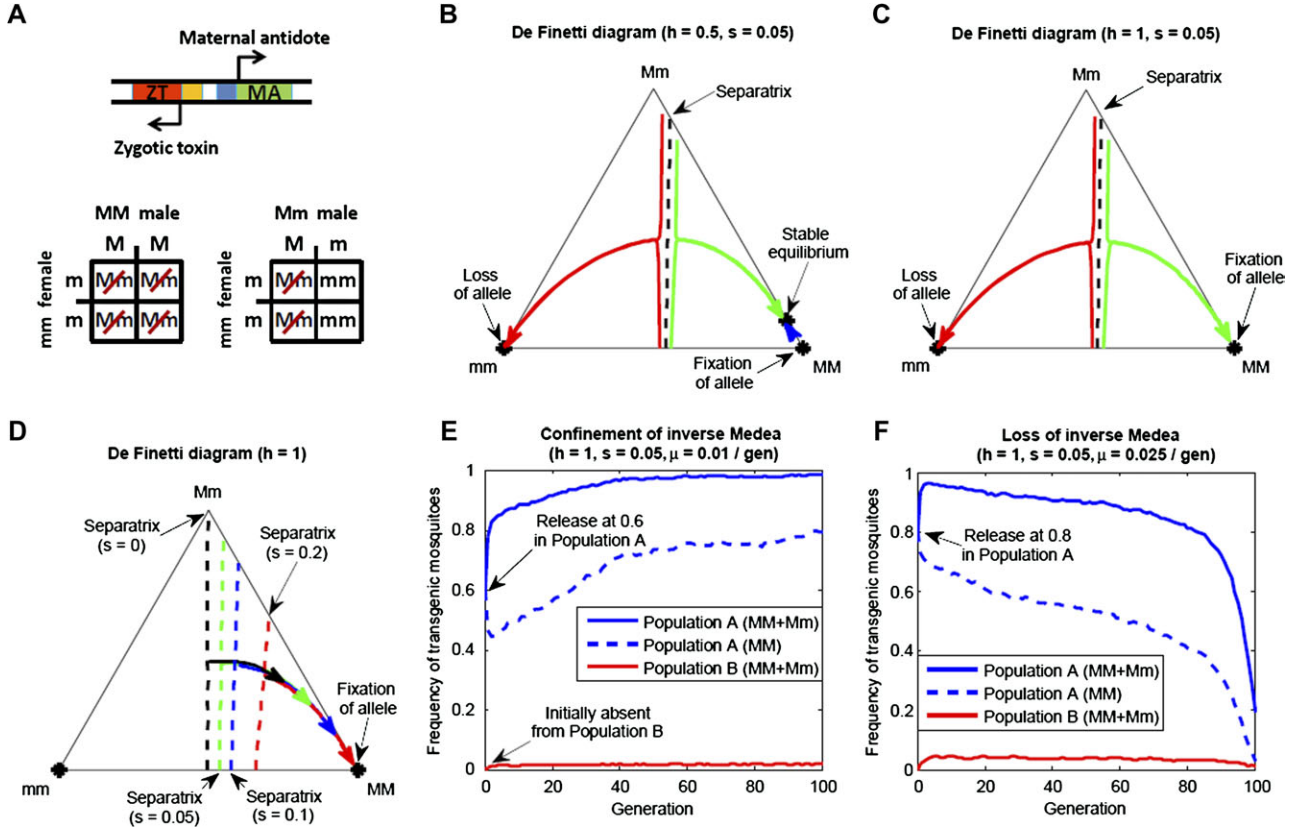 A
Maternal antidote
ZT
MA
Zygotic toxin
MM male
M M
mm female
m Mm Mm
m Mm Mm
Mm male
M m
mm female
m Mm mm
m Mm mm
B
De Finetti diagram (h = 0.5, s = 0.05)
Mm
Separatrix
Stable
equilibrium
Loss
of allele
mm
Fixation
of allele
MM
C
De Finetti diagram (h = 1, s = 0.05)
Mm
Separatrix
Loss
of allele
Fixation
of allele
mm
MM
D
De Finetti diagram (h = 1)
Mm
Separatrix
(s = 0)
Separatrix
(s = 0.2)
Fixation
of allele
mm
MM
Separatrix
(s = 0.05)
Separatrix
(s = 0.1)
E
Confinement of inverse Medea
(h = 1, s = 0.05, μ = 0.01 / gen)
Frequency of transgenic mosquitoes
1
0.8
0.6
0.4
0.2
0
Release at 0.6
in Population A
Population A (MM+Mm)
Population A (MM)
Population B (MM+Mm)
Initially absent
from Population B
0 20 40 60 80 100
Generation
F
Loss of inverse Medea
(h = 1, s = 0.05, μ = 0.025 / gen)
Frequency of transgenic mosquitoes
1
0.8
0.6
0.4
0.2
0
Release at 0.8
in Population A
Population A (MM+Mm)
Population A (MM)
Population B (MM+Mm)
0 20 40 60 80 100
Generation